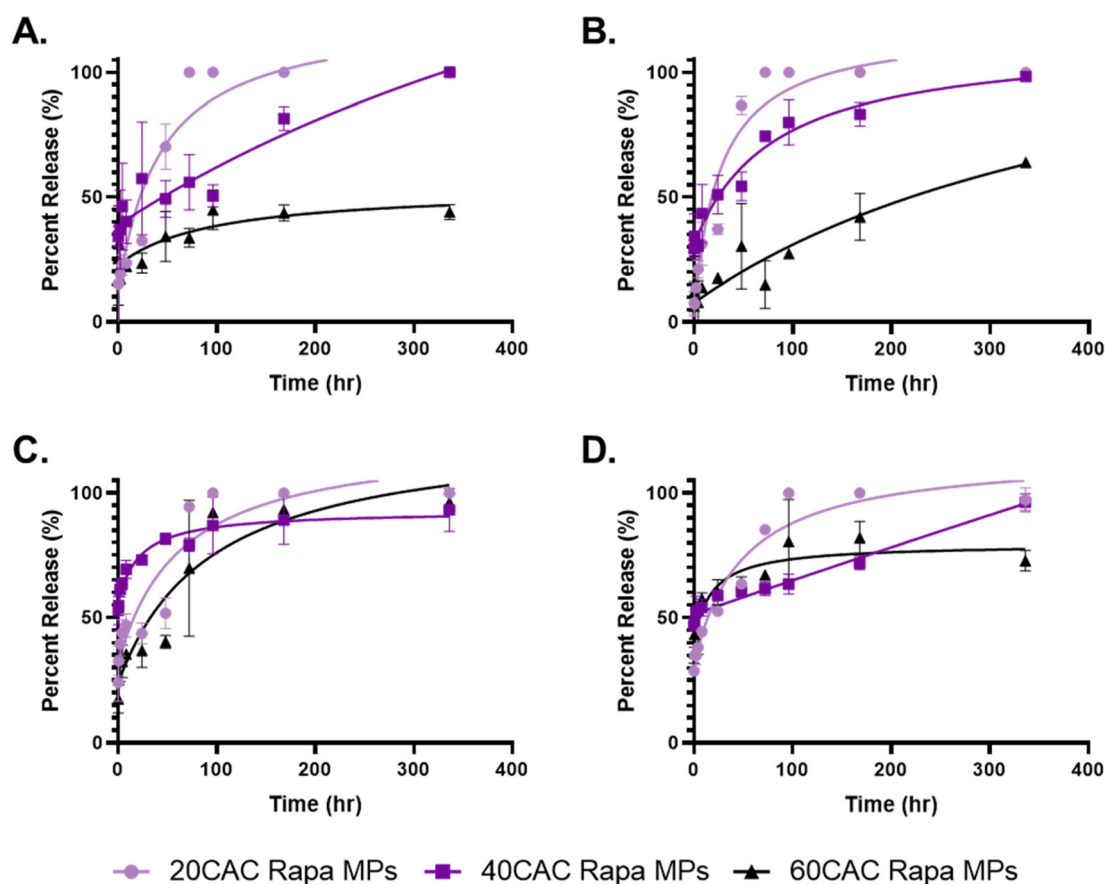 A.
B.
Percent Release (%)
100
50
0
0 100 200 300 400
Time (hr)
Percent Release (%)
100
50
0
0 100 200 300 400
Time (hr)
C.
D.
Percent Release (%)
100
50
0
0 100 200 300 400
Time (hr)
Percent Release (%)
100
50
0
0 100 200 300 400
Time (hr)
20CAC Rapa MPs 40CAC Rapa MPs 60CAC Rapa MPs